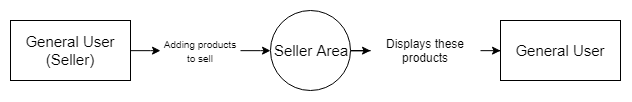 General User
(Seller)
Adding products
to sell
Seller Area
Displays these
products
General User